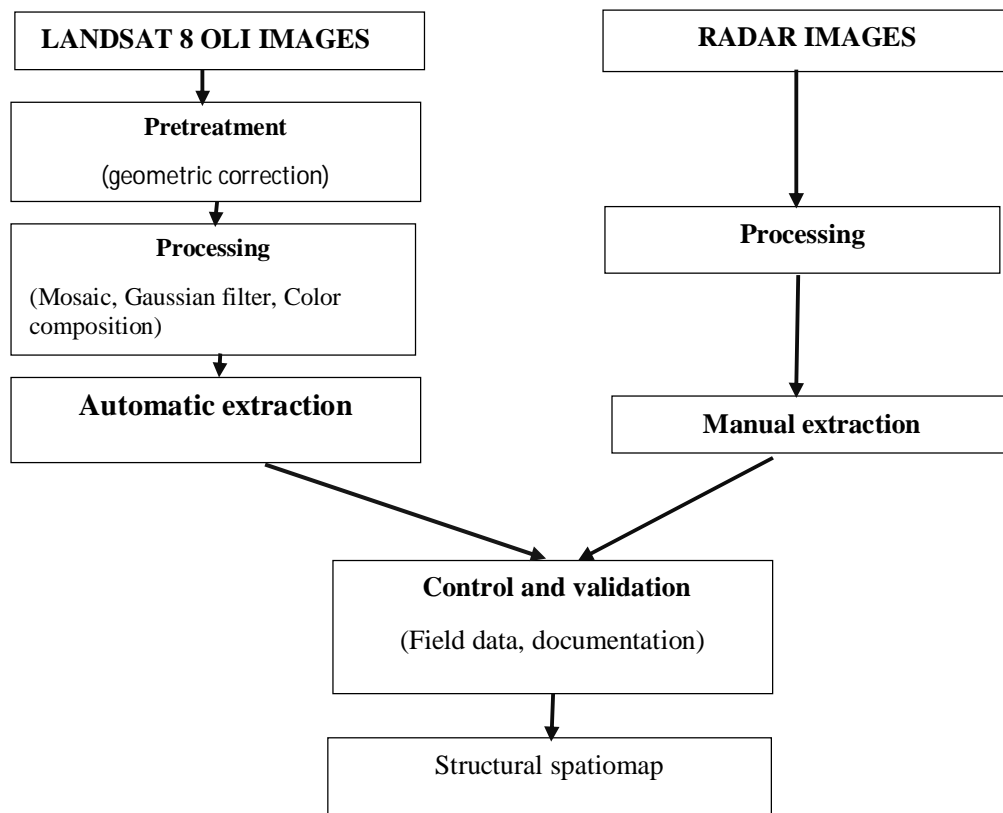 LANDSAT 8 OLI IMAGES
RADAR IMAGES
Pretreatment
(geometric correction)
Processing
(Mosaic, Gaussian filter, Color
composition)
Processing
Automatic extraction
Manual extraction
Control and validation
(Field data, documentation)
Structural spatiomap